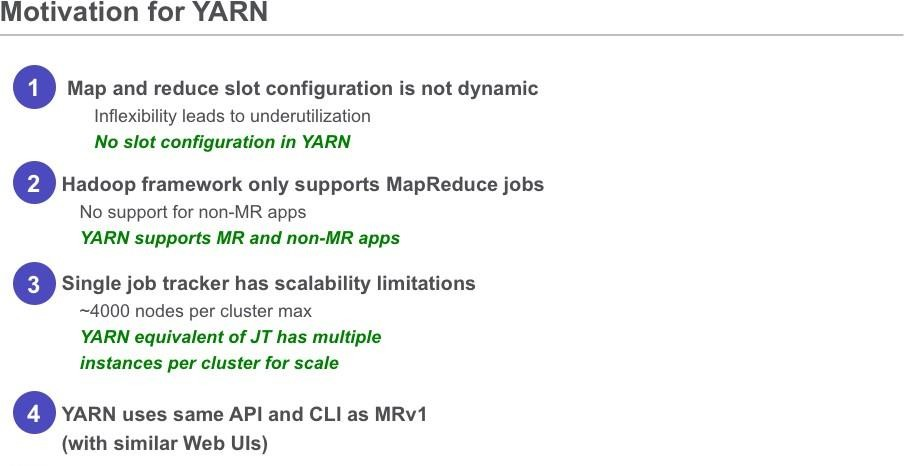 Motivation for YARN
1 Map and reduce slot configuration is not dynamic
Inflexibility leads to underutilization
No slot configuration in YARN
2 Hadoop framework only supports MapReduce jobs
No support for non-MR apps
YARN supports MR and non-MR apps
3 Single job tracker has scalability limitations
~4000 nodes per cluster max
YARN equivalent of JT has multiple
instances per cluster for scale
4 YARN uses same API and CLI as MRv1
(with similar Web UIs)